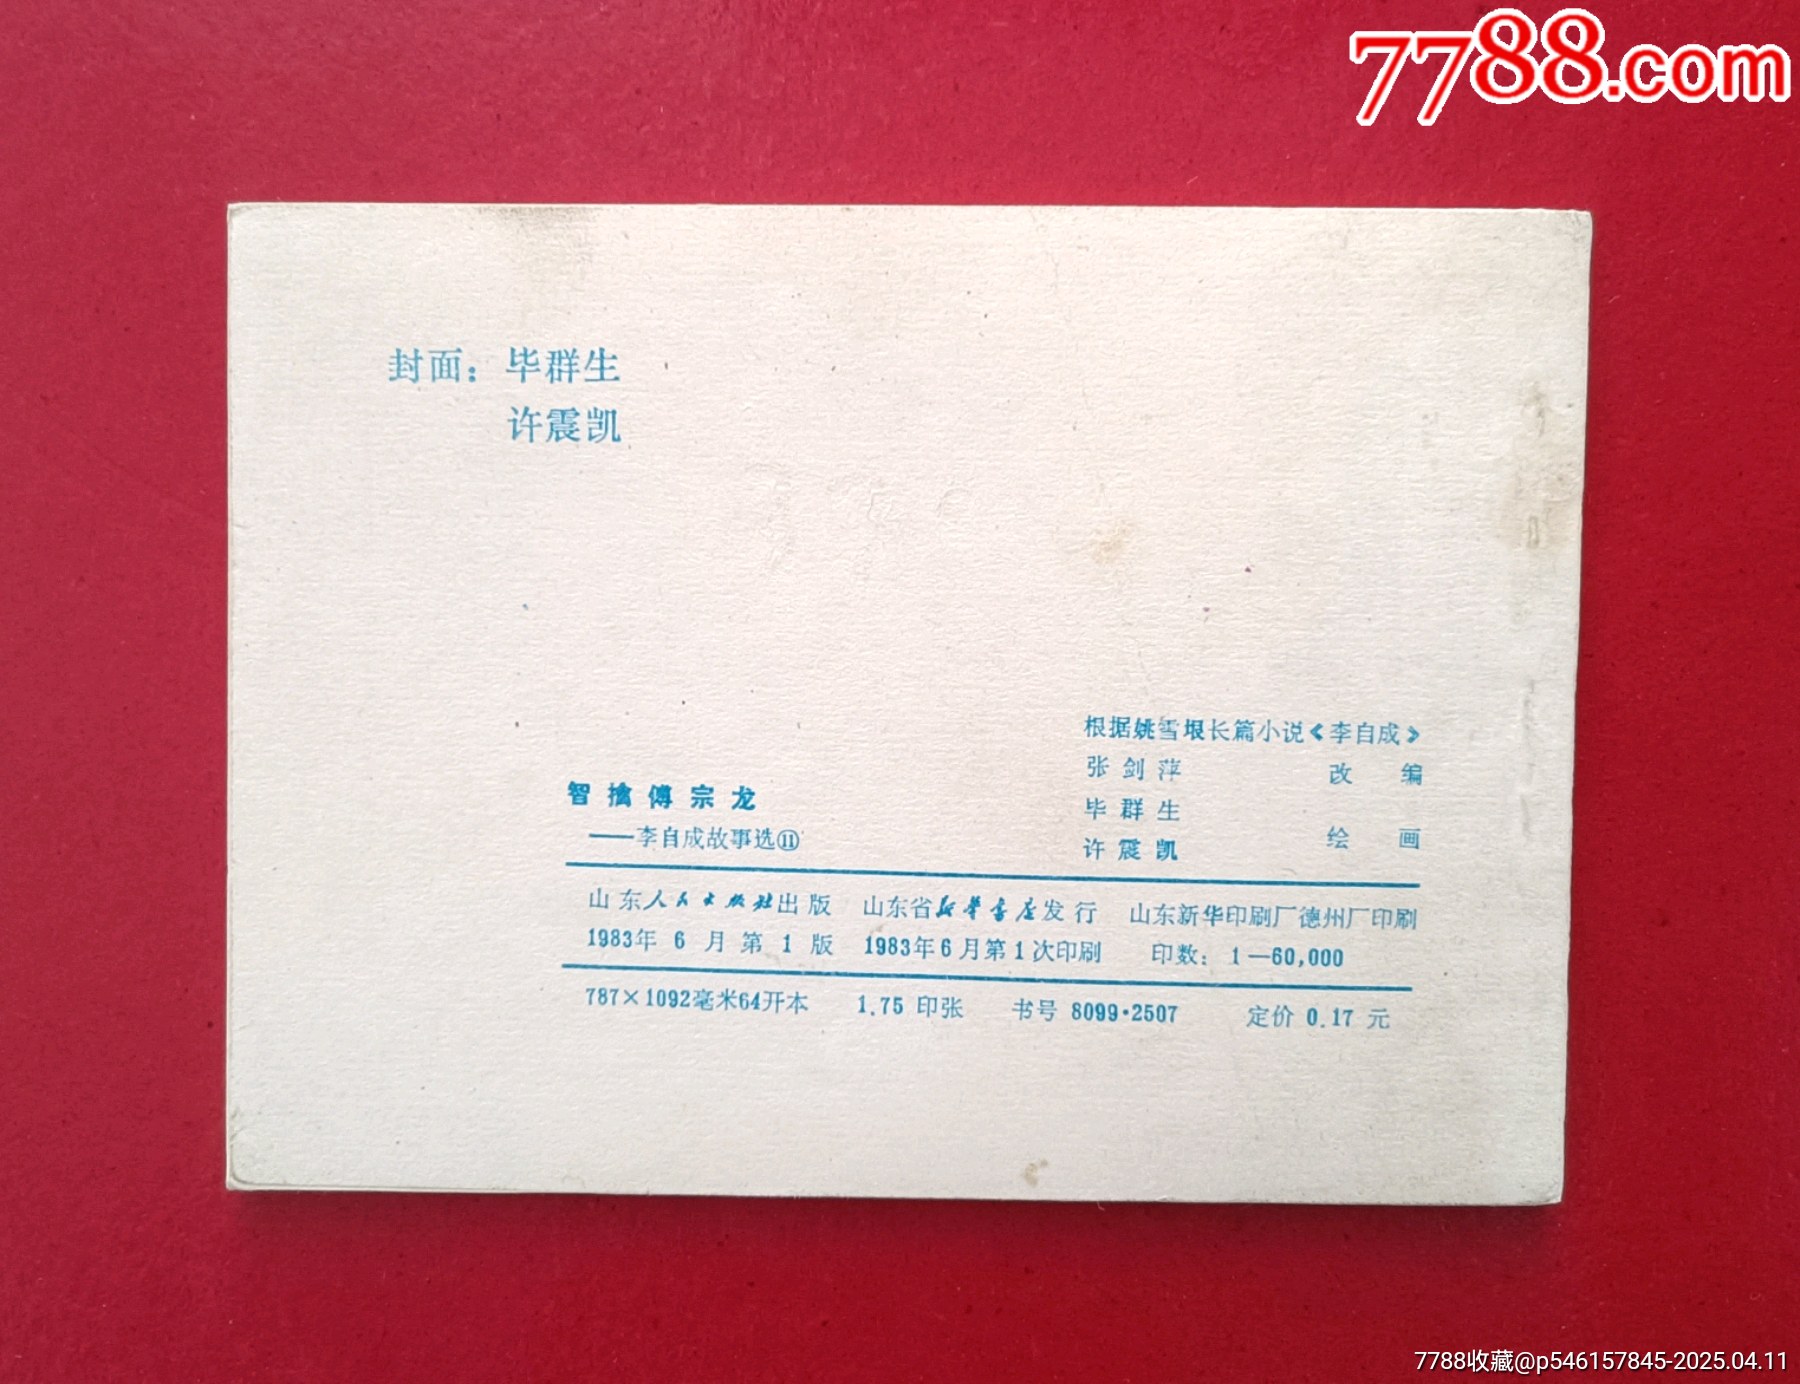 7788.com
封面：毕群生
许震凯
根据姚雪垠长篇小说《李自成》
张剑萍 改编
毕群生
许震凯 绘画
智擒傅宗龙
——李自成故事选⑪
山东人民出版社出版 山东省新华书店发行 山东新华印刷厂德州厂印刷
1983年6月第1版 1983年6月第1次印刷 印数：1—60,000
787×1092毫米64开本 1.75印张 书号 8099·2507 定价 0.17 元
7788收藏@p546157845-2025.04.11